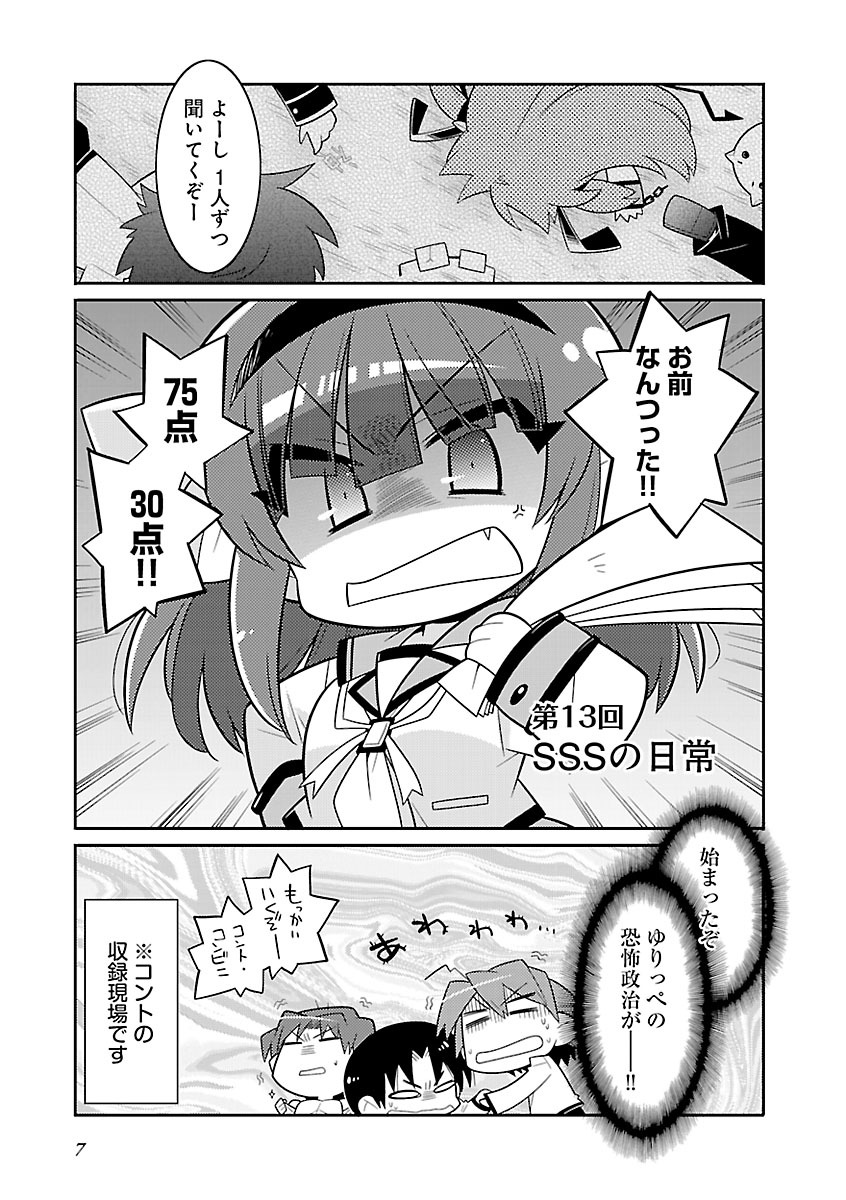 よーし 1人ずつ
聞いてくぞー
お前
なんつった!!
75点
30点!!
第13回
SSSの日常
始まったぞ
ゆりっぺの
恐怖政治が――!!
あわわわ…
もっかい
いくぞーー
コント・
コンビニ
※コントの
収録現場です
7